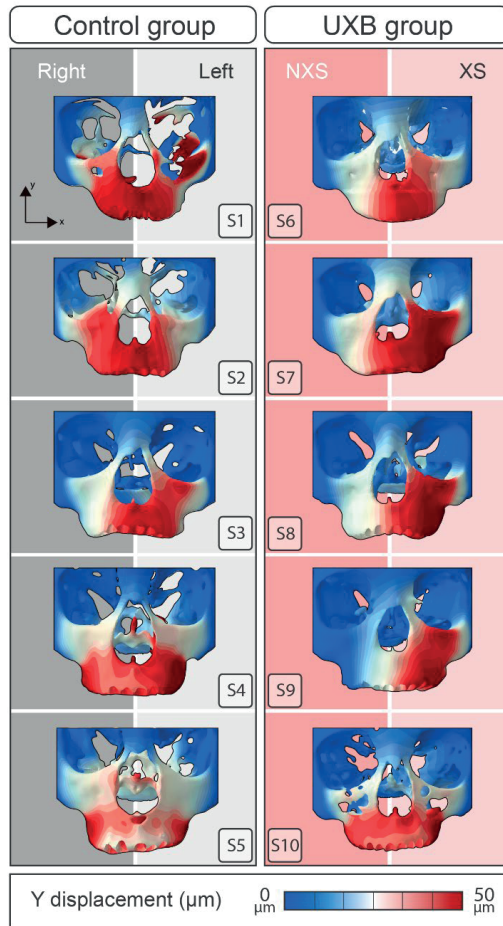 Control group
UXB group
Right
Left
NXS
XS
y
x
S1
S6
S2
S7
S3
S8
S4
S9
S5
S10
Y displacement (µm)
0
µm
50
µm